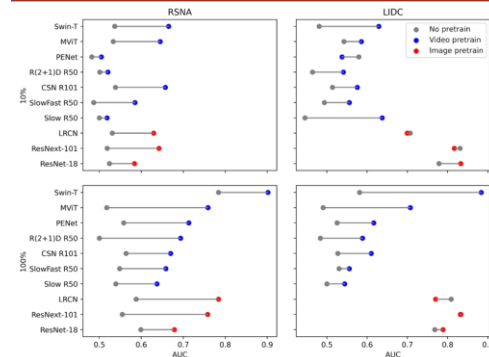 RSNA
LIDC
No pretrain
Video pretrain
Image pretrain
10%
Swin-T
MViT
PENet
R(2+1)D R50
CSN R101
SlowFast R50
Slow R50
LRCN
ResNext-101
ResNet-18
100%
Swin-T
MViT
PENet
R(2+1)D R50
CSN R101
SlowFast R50
Slow R50
LRCN
ResNext-101
ResNet-18
0.5 0.6 0.7 0.8 0.9
0.5 0.6 0.7 0.8
AUC
AUC